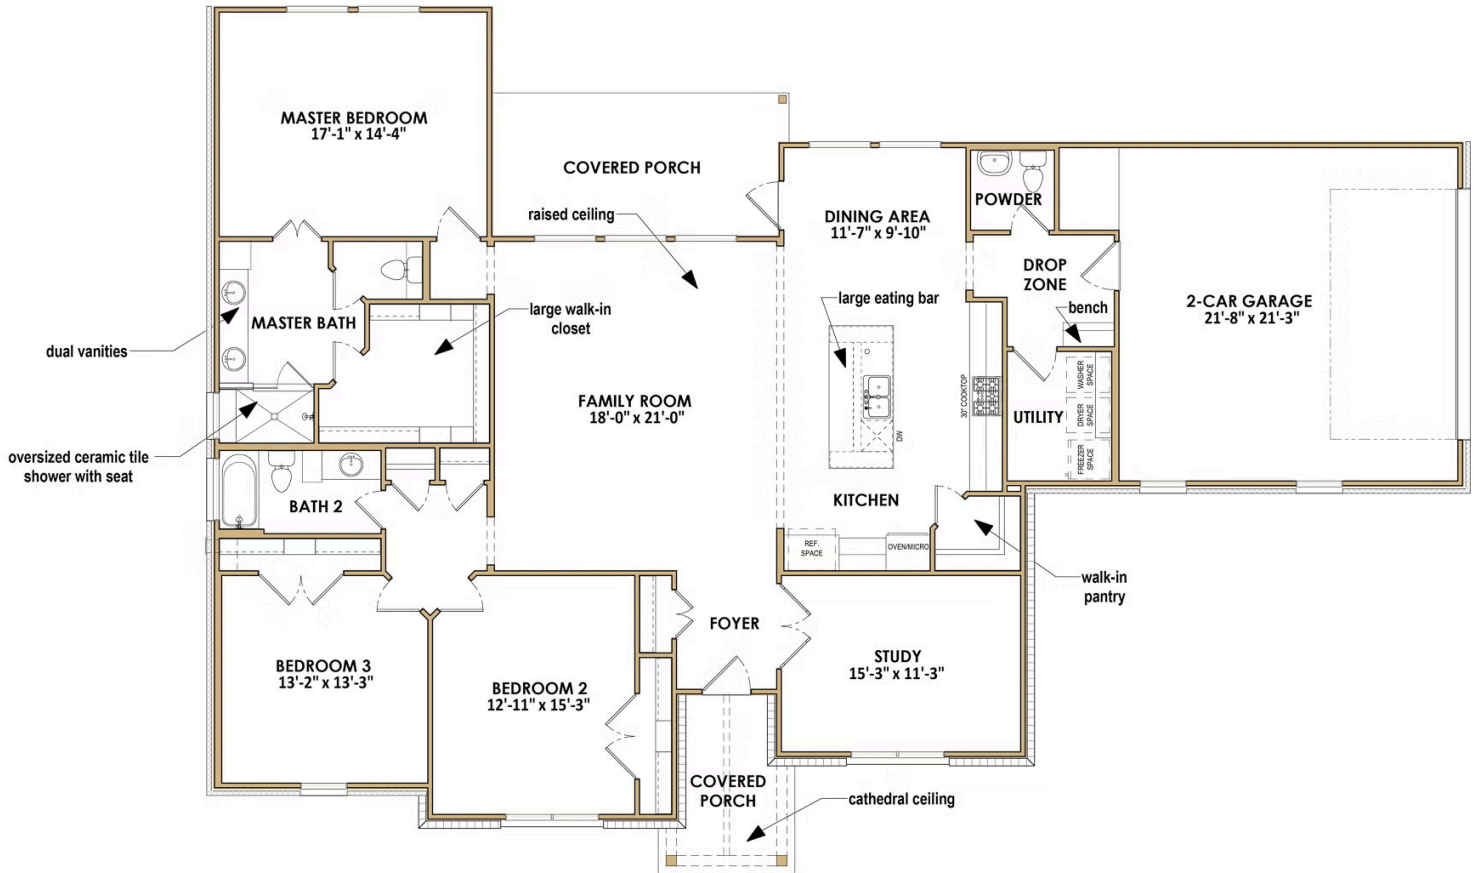 MASTER BEDROOM
17'-1" x 14'-4"
COVERED PORCH
raised ceiling
DINING AREA
11'-7" x 9'-10"
POWDER
DROP
ZONE
bench
2-CAR GARAGE
21'-8" x 21'-3"
large eating bar
large walk-in
closet
MASTER BATH
dual vanities
FAMILY ROOM
18'-0" x 21'-0"
30" COOKTOP
DW
UTILITY
WASHER
SPACE
DRYER
SPACE
FREEZER
SPACE
oversized ceramic tile
shower with seat
BATH 2
KITCHEN
REF.
SPACE
OVEN/MICRO
walk-in
pantry
FOYER
STUDY
15'-3" x 11'-3"
BEDROOM 3
13'-2" x 13'-3"
BEDROOM 2
12'-11" x 15'-3"
COVERED
PORCH
cathedral ceiling